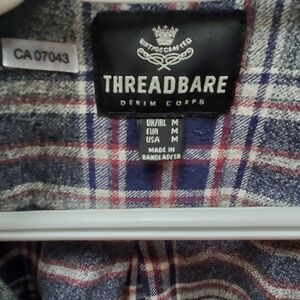 CA 07043
THREADBARE
DENIM CORPS
UK/IRL M
EUR M
USA M
MADE IN
BANGLADESH